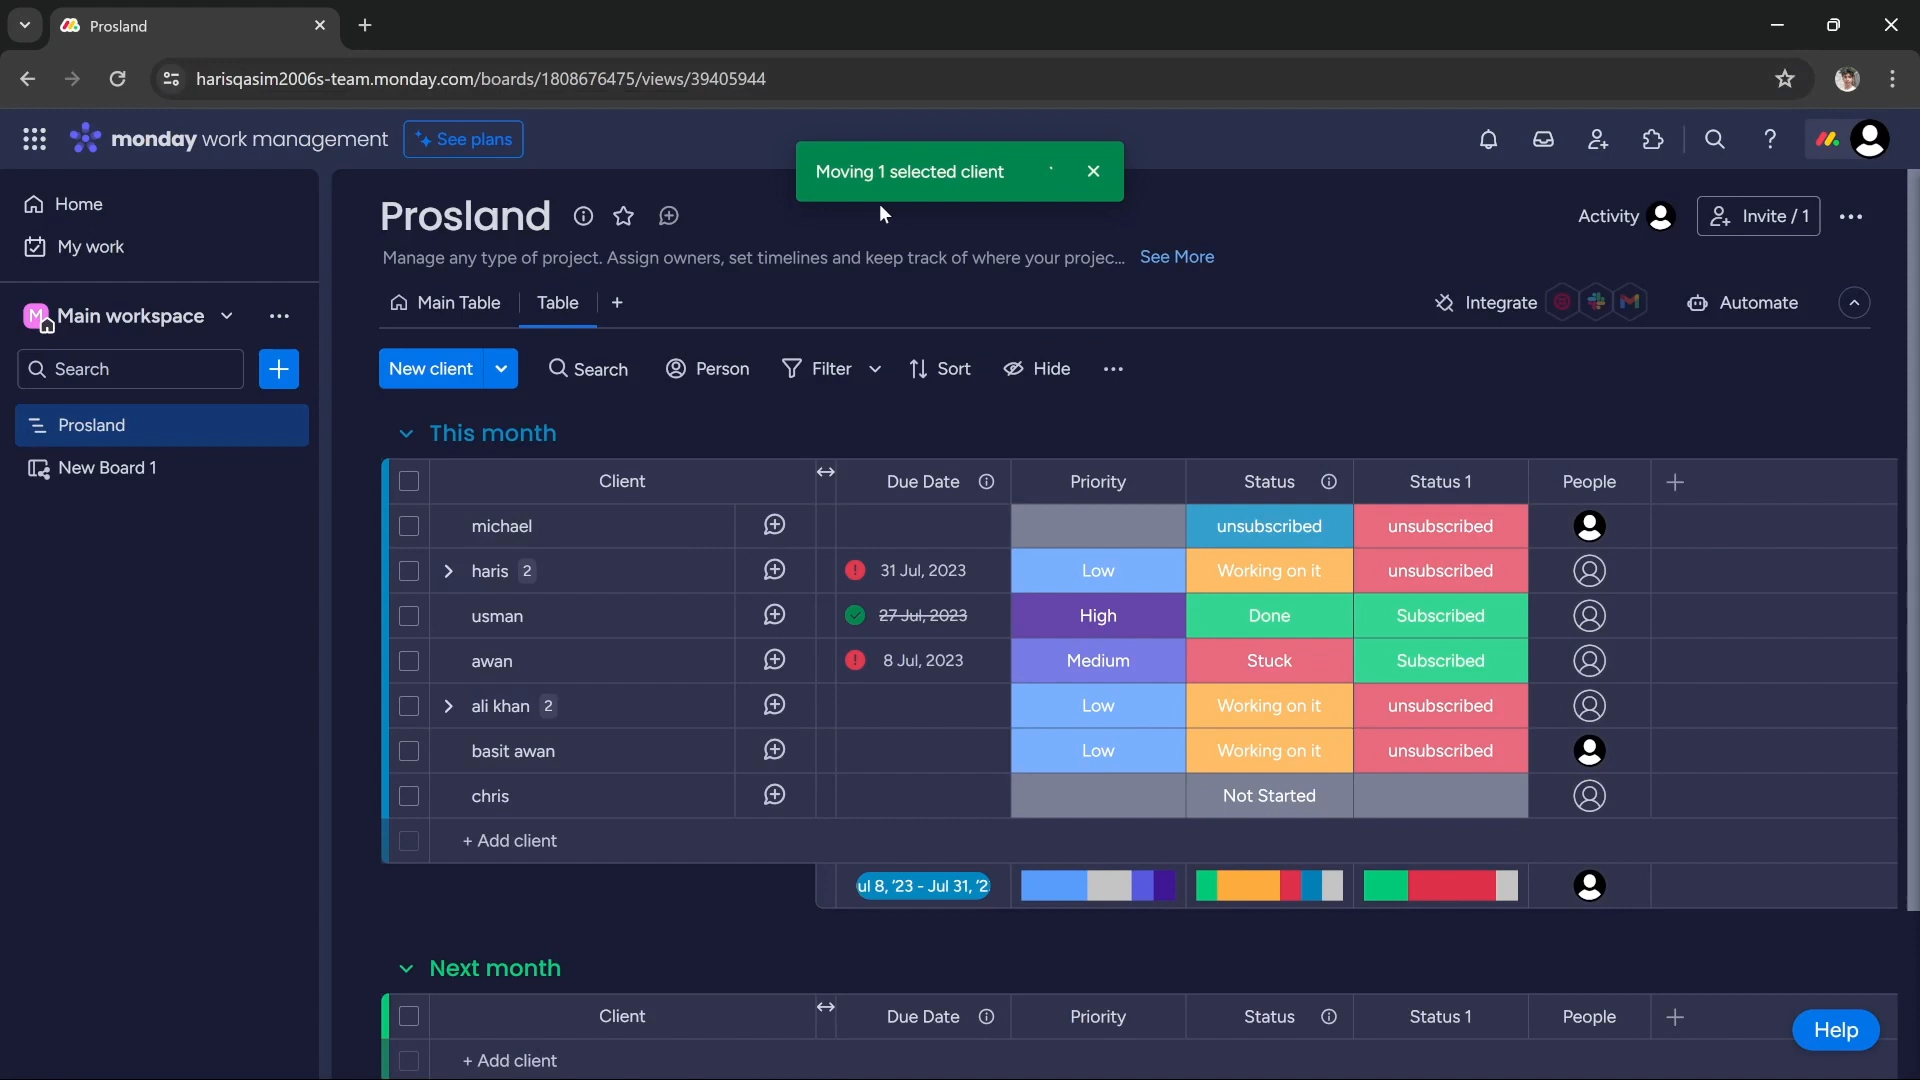 Prosland
harisqasim2006s-team.monday.com/boards/1808676475/views/39405944
monday work management
See plans
Moving 1 selected client
Home
My work
M Main workspace
Search
Prosland
New Board 1
Prosland
Activity
Invite / 1
Manage any type of project. Assign owners, set timelines and keep track of where your projec... See More
Main Table
Table
Integrate
Automate
New client
Search
Person
Filter
Sort
Hide
This month
Client Due Date Priority Status Status 1 People
michael unsubscribed unsubscribed
haris 2 31 Jul, 2023 Low Working on it unsubscribed
usman 27 Jul, 2023 High Done Subscribed
awan 8 Jul, 2023 Medium Stuck Subscribed
ali khan 2 Low Working on it unsubscribed
basit awan Low Working on it unsubscribed
chris Not Started
+ Add client
ul 8, '23 - Jul 31, '2
Next month
Client Due Date Priority Status Status 1 People
+ Add client
Help